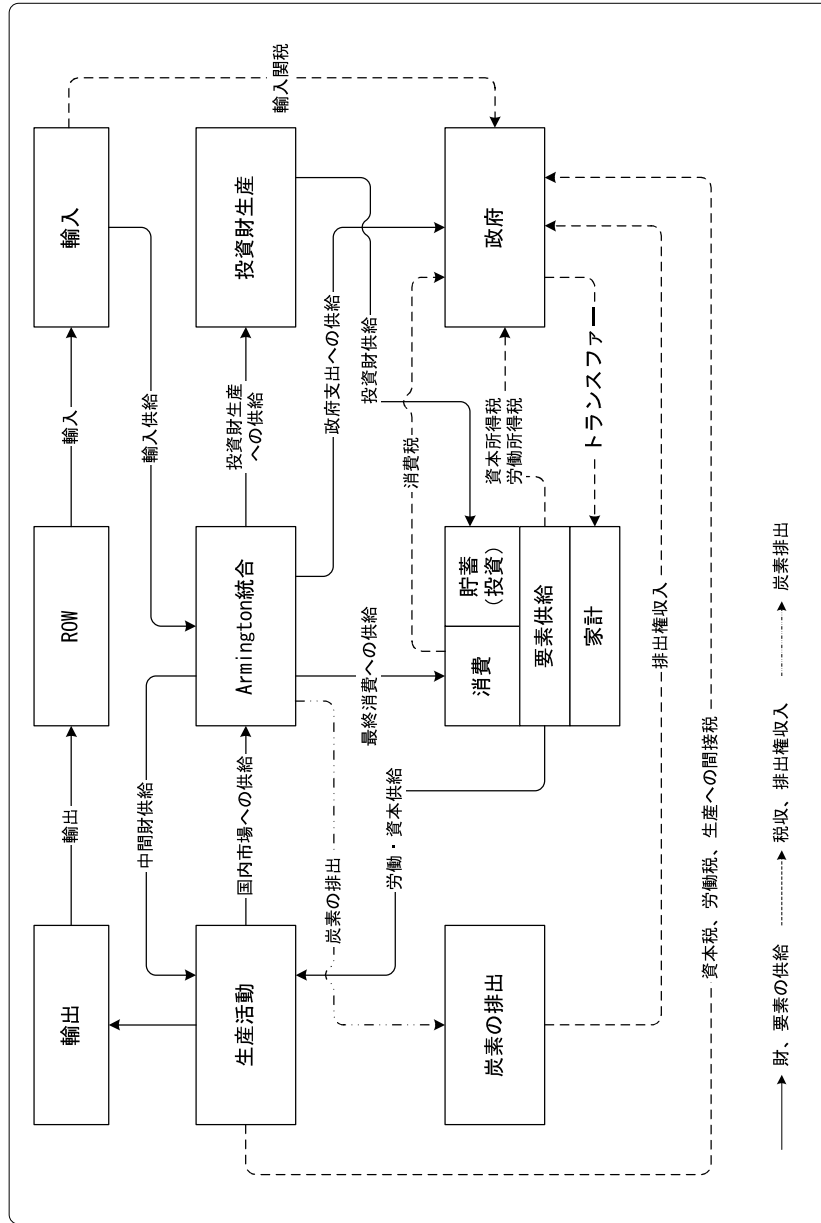 輸出
輸出
ROW
輸入
輸入
輸入関税
中間財供給
輸入供給
生産活動
国内市場への供給
Armington統合
投資財生産
への供給
投資財生産
炭素の排出
労働・資本供給
最終消費への供給
政府支出への供給
投資財供給
消費税
資本所得税
労働所得税
炭素の排出
消費
貯蓄
(投資)
要素供給
家計
政府
トランスファー
排出権収入
資本税、労働税、生産への間接税
財、要素の供給
税収、排出権収入
炭素排出